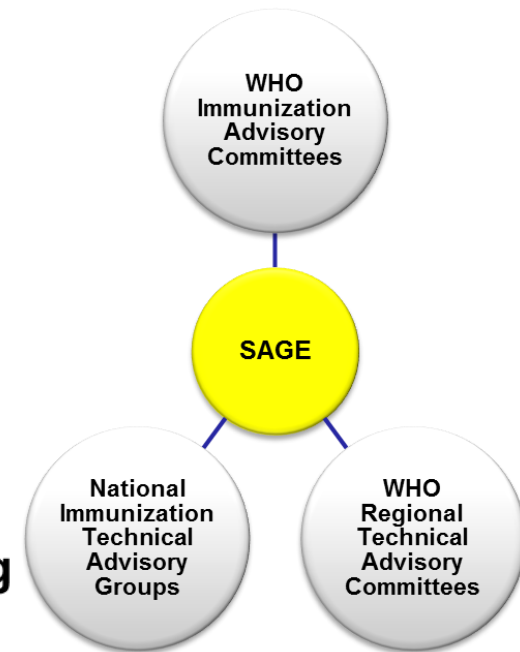 WHO
Immunization
Advisory
Committees
SAGE
National
Immunization
Technical
Advisory
Groups
WHO
Regional
Technical
Advisory
Committees
g